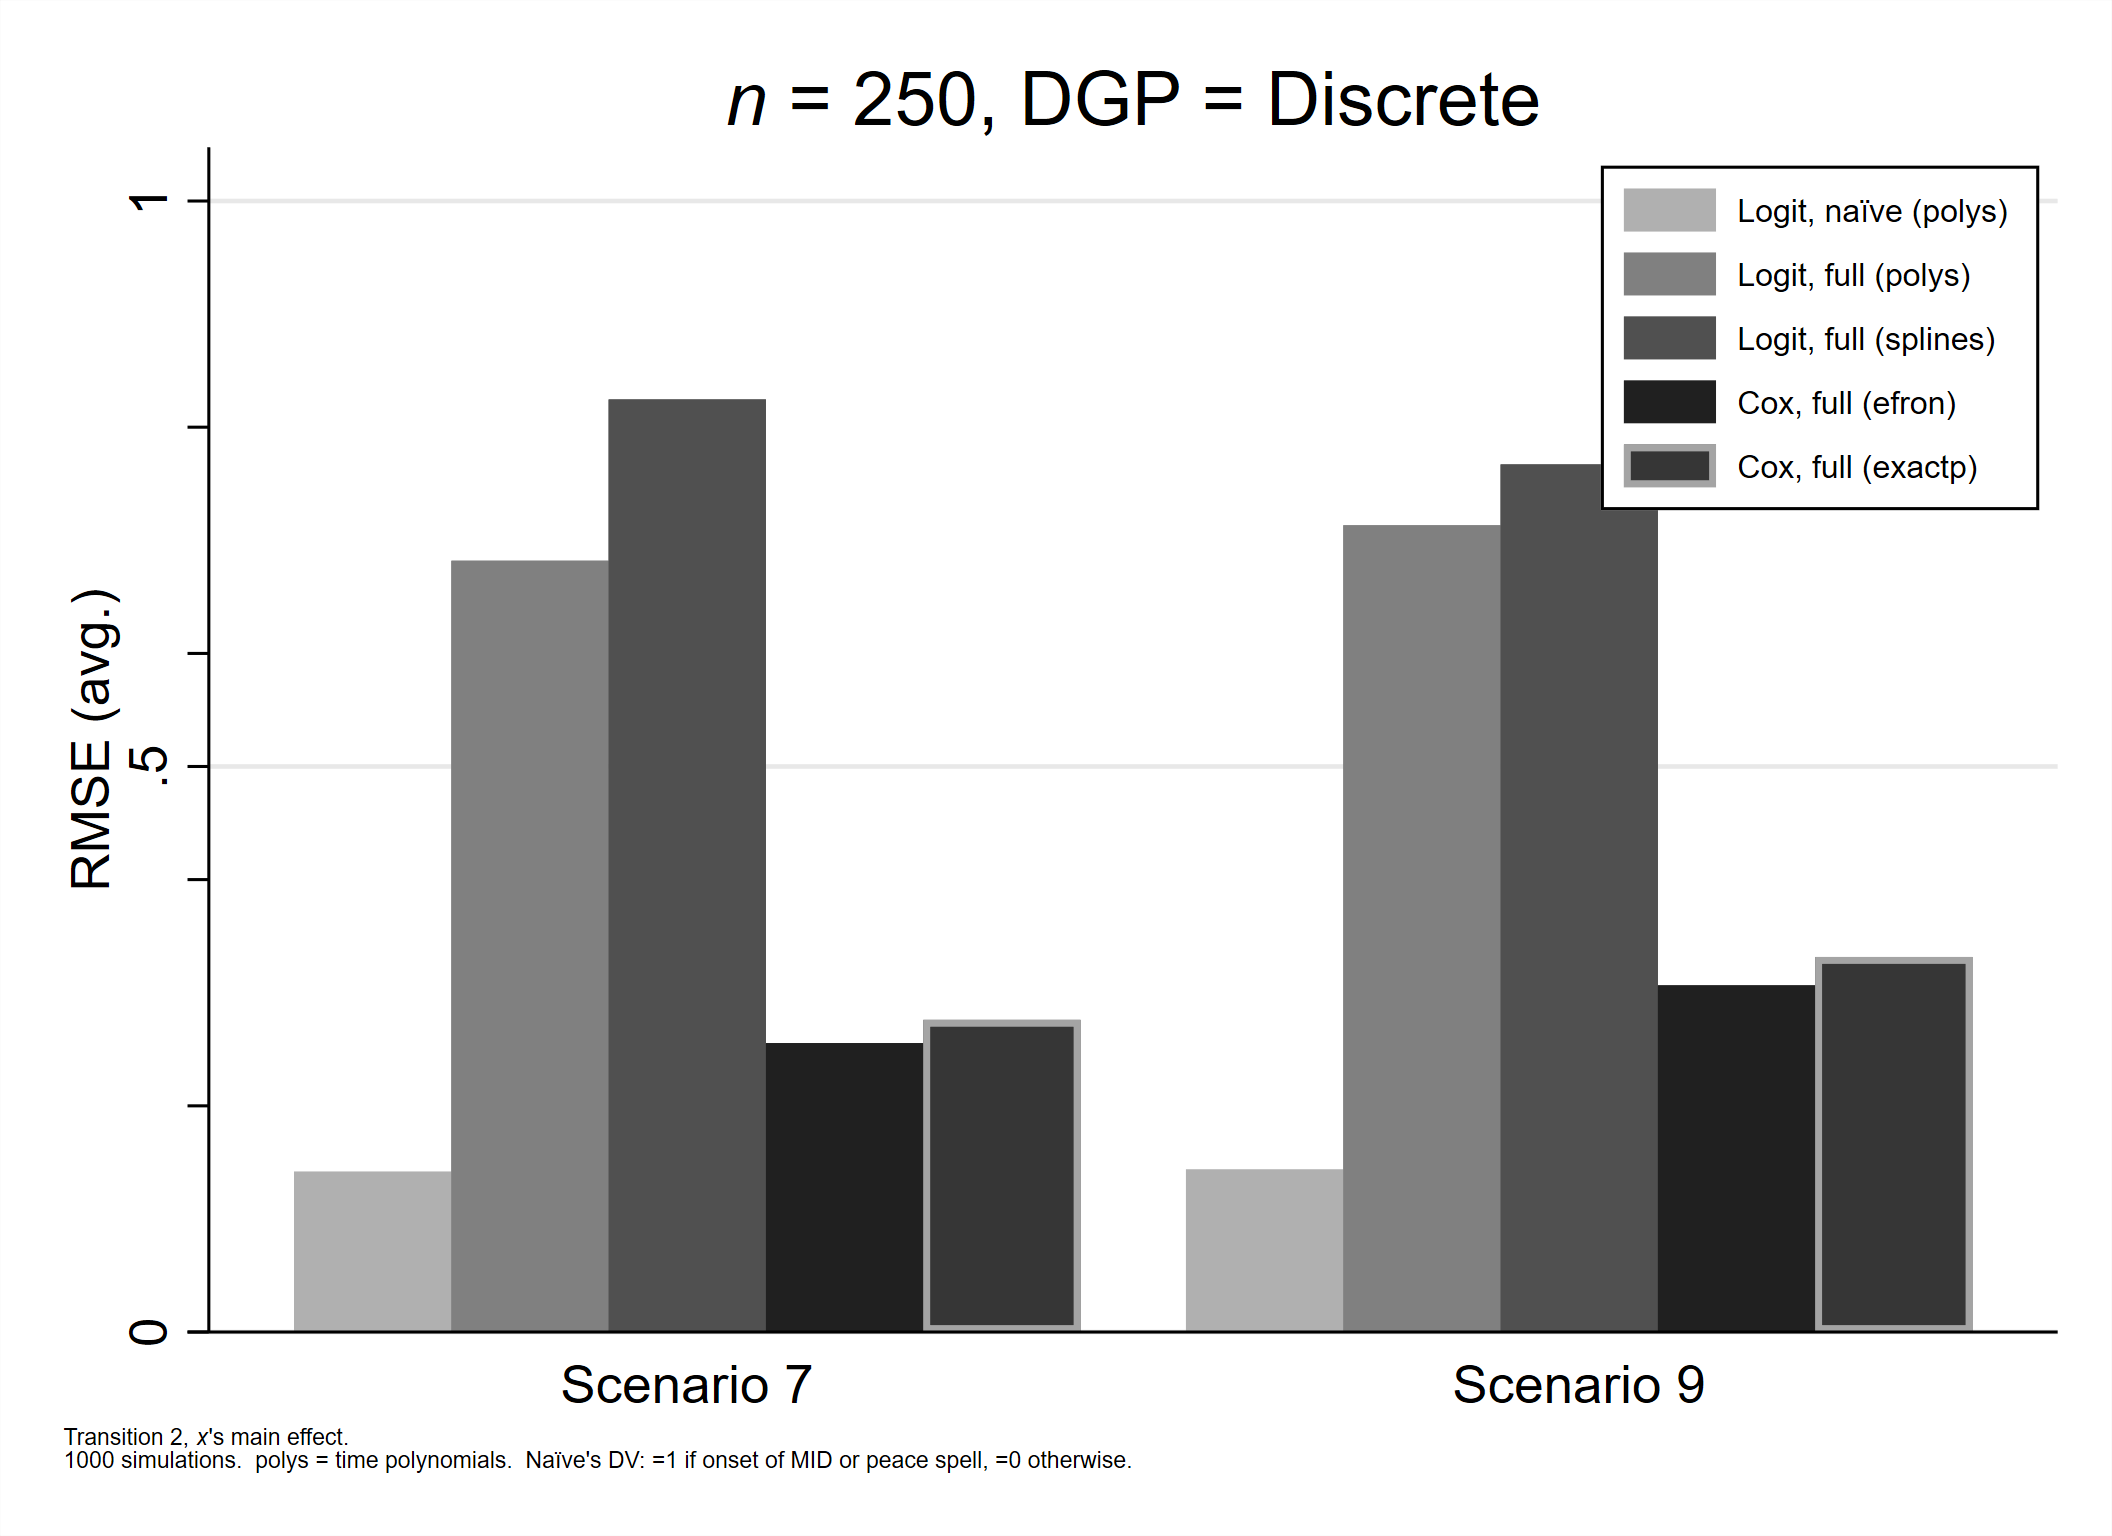 n = 250, DGP = Discrete
1
.5
0
RMSE (avg.)
Logit, naïve (polys)
Logit, full (polys)
Logit, full (splines)
Cox, full (efron)
Cox, full (exactp)
Scenario 7
Scenario 9
Transition 2, x's main effect.
1000 simulations.  polys = time polynomials.  Naïve's DV: =1 if onset of MID or peace spell, =0 otherwise.